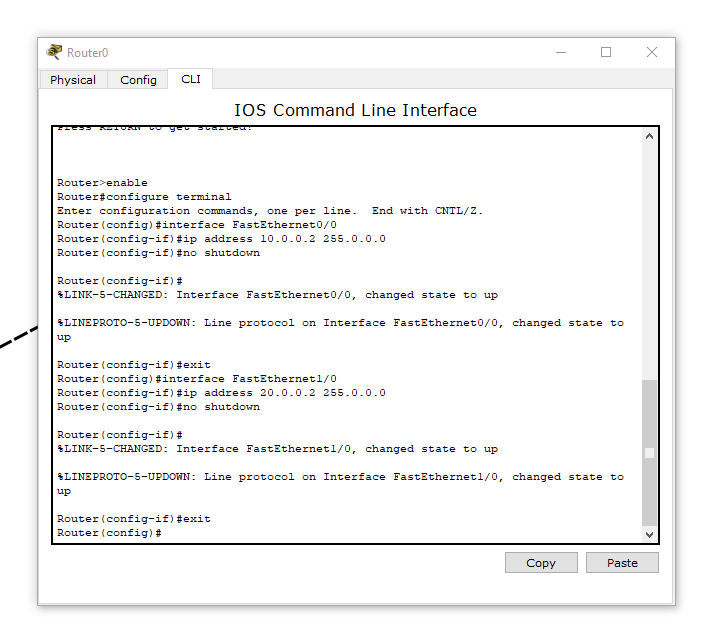 Router0
Physical Config CLI
IOS Command Line Interface
Press RETURN to get started!
Router>enable
Router#configure terminal
Enter configuration commands, one per line.  End with CNTL/Z.
Router(config)#interface FastEthernet0/0
Router(config-if)#ip address 10.0.0.2 255.0.0.0
Router(config-if)#no shutdown
Router(config-if)#
%LINK-5-CHANGED: Interface FastEthernet0/0, changed state to up
%LINEPROTO-5-UPDOWN: Line protocol on Interface FastEthernet0/0, changed state to
up
Router(config-if)#exit
Router(config)#interface FastEthernet1/0
Router(config-if)#ip address 20.0.0.2 255.0.0.0
Router(config-if)#no shutdown
Router(config-if)#
%LINK-5-CHANGED: Interface FastEthernet1/0, changed state to up
%LINEPROTO-5-UPDOWN: Line protocol on Interface FastEthernet1/0, changed state to
up
Router(config-if)#exit
Router(config)#
Copy Paste